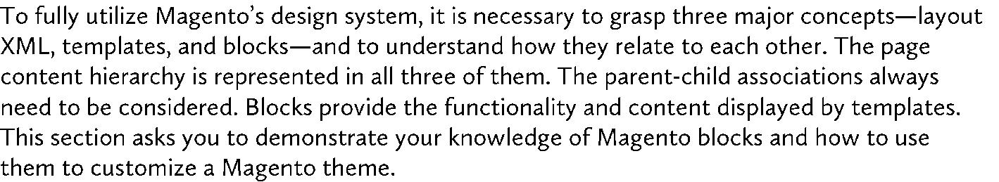 To fully utilize Magento’s design system, it is necessary to grasp three major concepts—layout
XML, templates, and blocks—and to understand how they relate to each other. The page
content hierarchy is represented in all three of them. The parent-child associations always
need to be considered. Blocks provide the functionality and content displayed by templates.
This section asks you to demonstrate your knowledge of Magento blocks and how to use
them to customize a Magento theme.